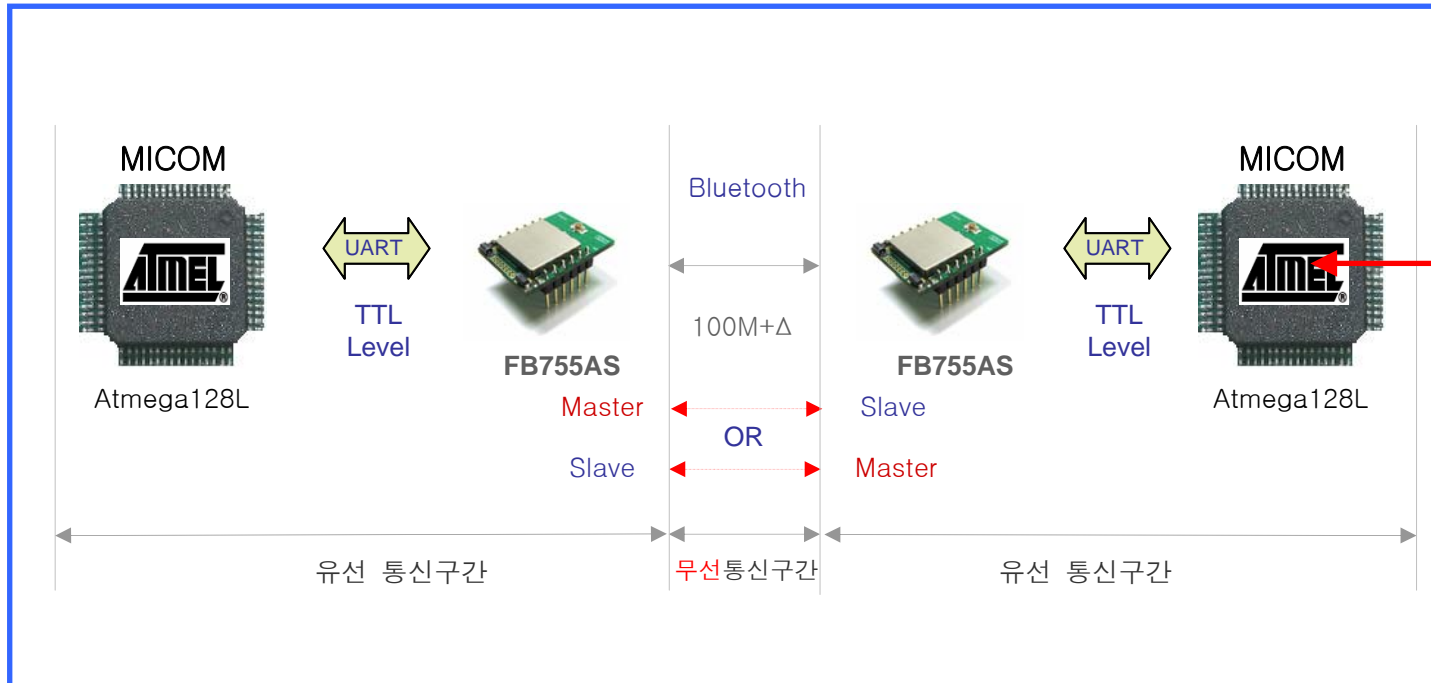 MICOM
MICOM
Bluetooth
ATMEL ®
UART
UART
ATMEL ®
TTL
Level
100M+Δ
TTL
Level
FB755AS
FB755AS
Atmega128L
Atmega128L
Master
Slave
OR
Slave
Master
유선 통신구간
무선통신구간
유선 통신구간